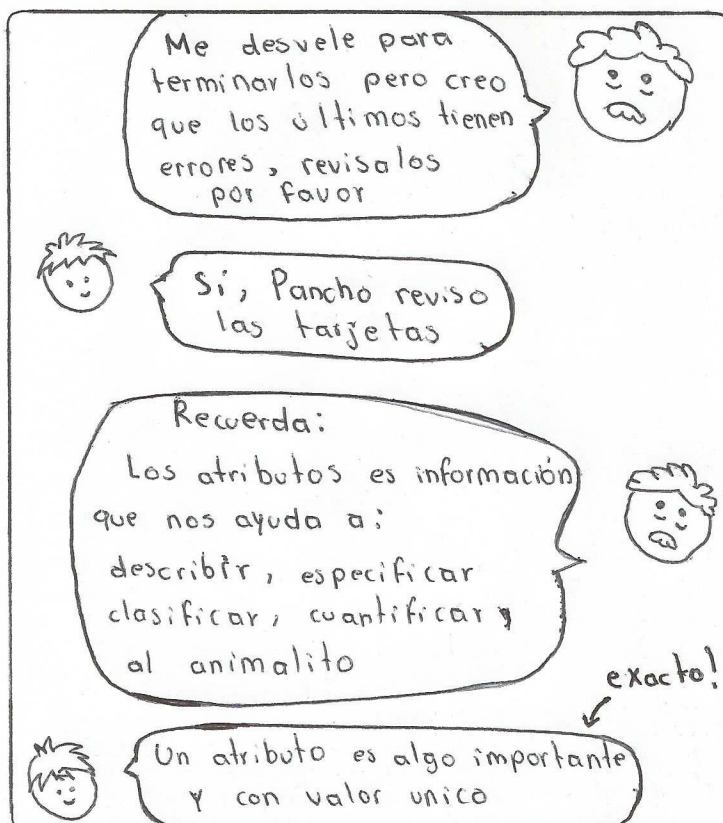 Me desvele para
terminarlos pero creo
que los últimos tienen
errores, revisalos
por favor
Si, Pancho reviso
las tarjetas
Recuerda:
Los atributos es información
que nos ayuda a:
describir, especificar
clasificar, cuantificar y
al animalito
exacto!
Un atributo es algo importante
y con valor unico